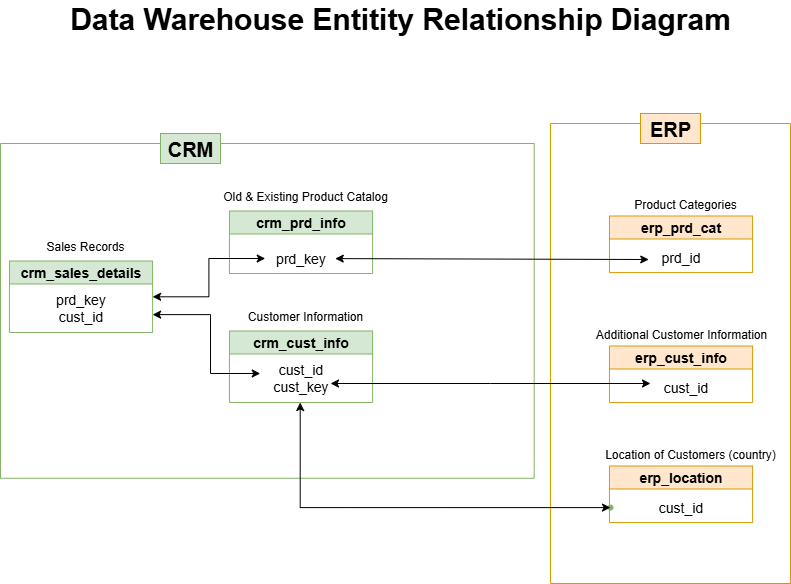 Data Warehouse Entitity Relationship Diagram
CRM
ERP
Old & Existing Product Catalog
crm_prd_info
prd_key
Sales Records
crm_sales_details
prd_key
cust_id
Customer Information
crm_cust_info
cust_id
cust_key
Product Categories
erp_prd_cat
prd_id
Additional Customer Information
erp_cust_info
cust_id
Location of Customers (country)
erp_location
cust_id